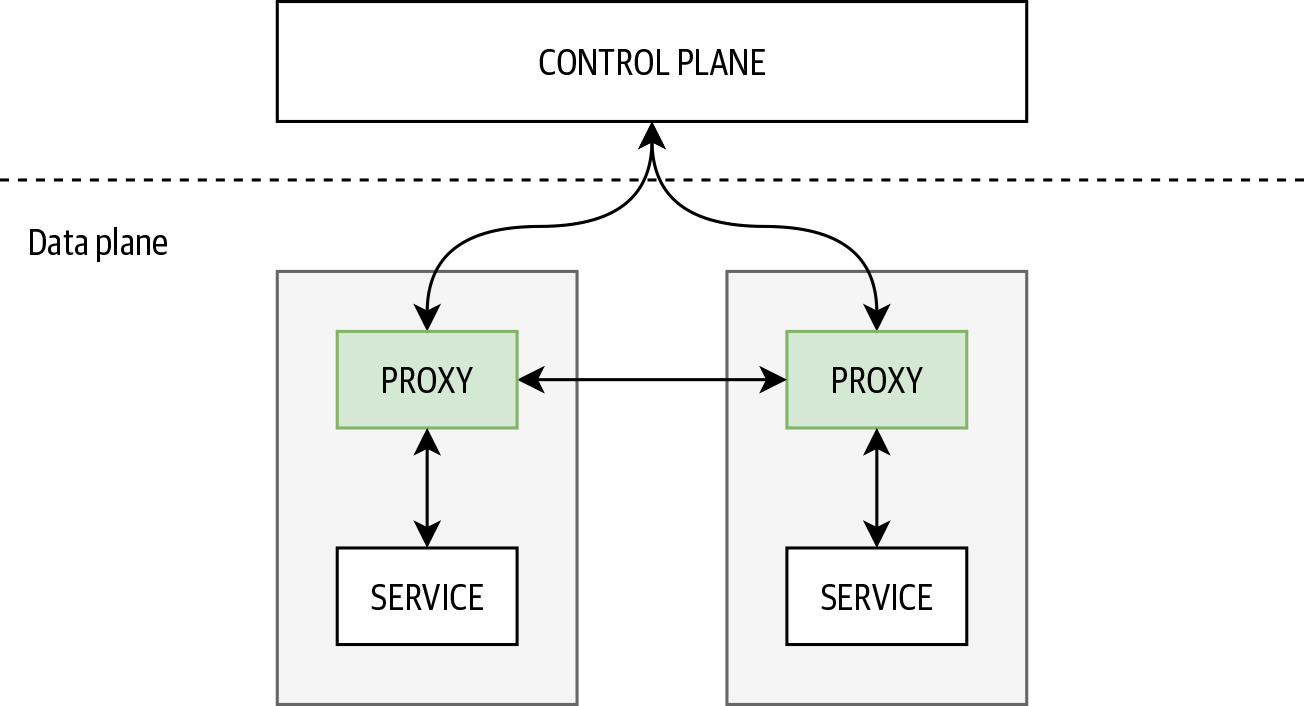 CONTROL PLANE
Data plane
PROXY
PROXY
SERVICE
SERVICE